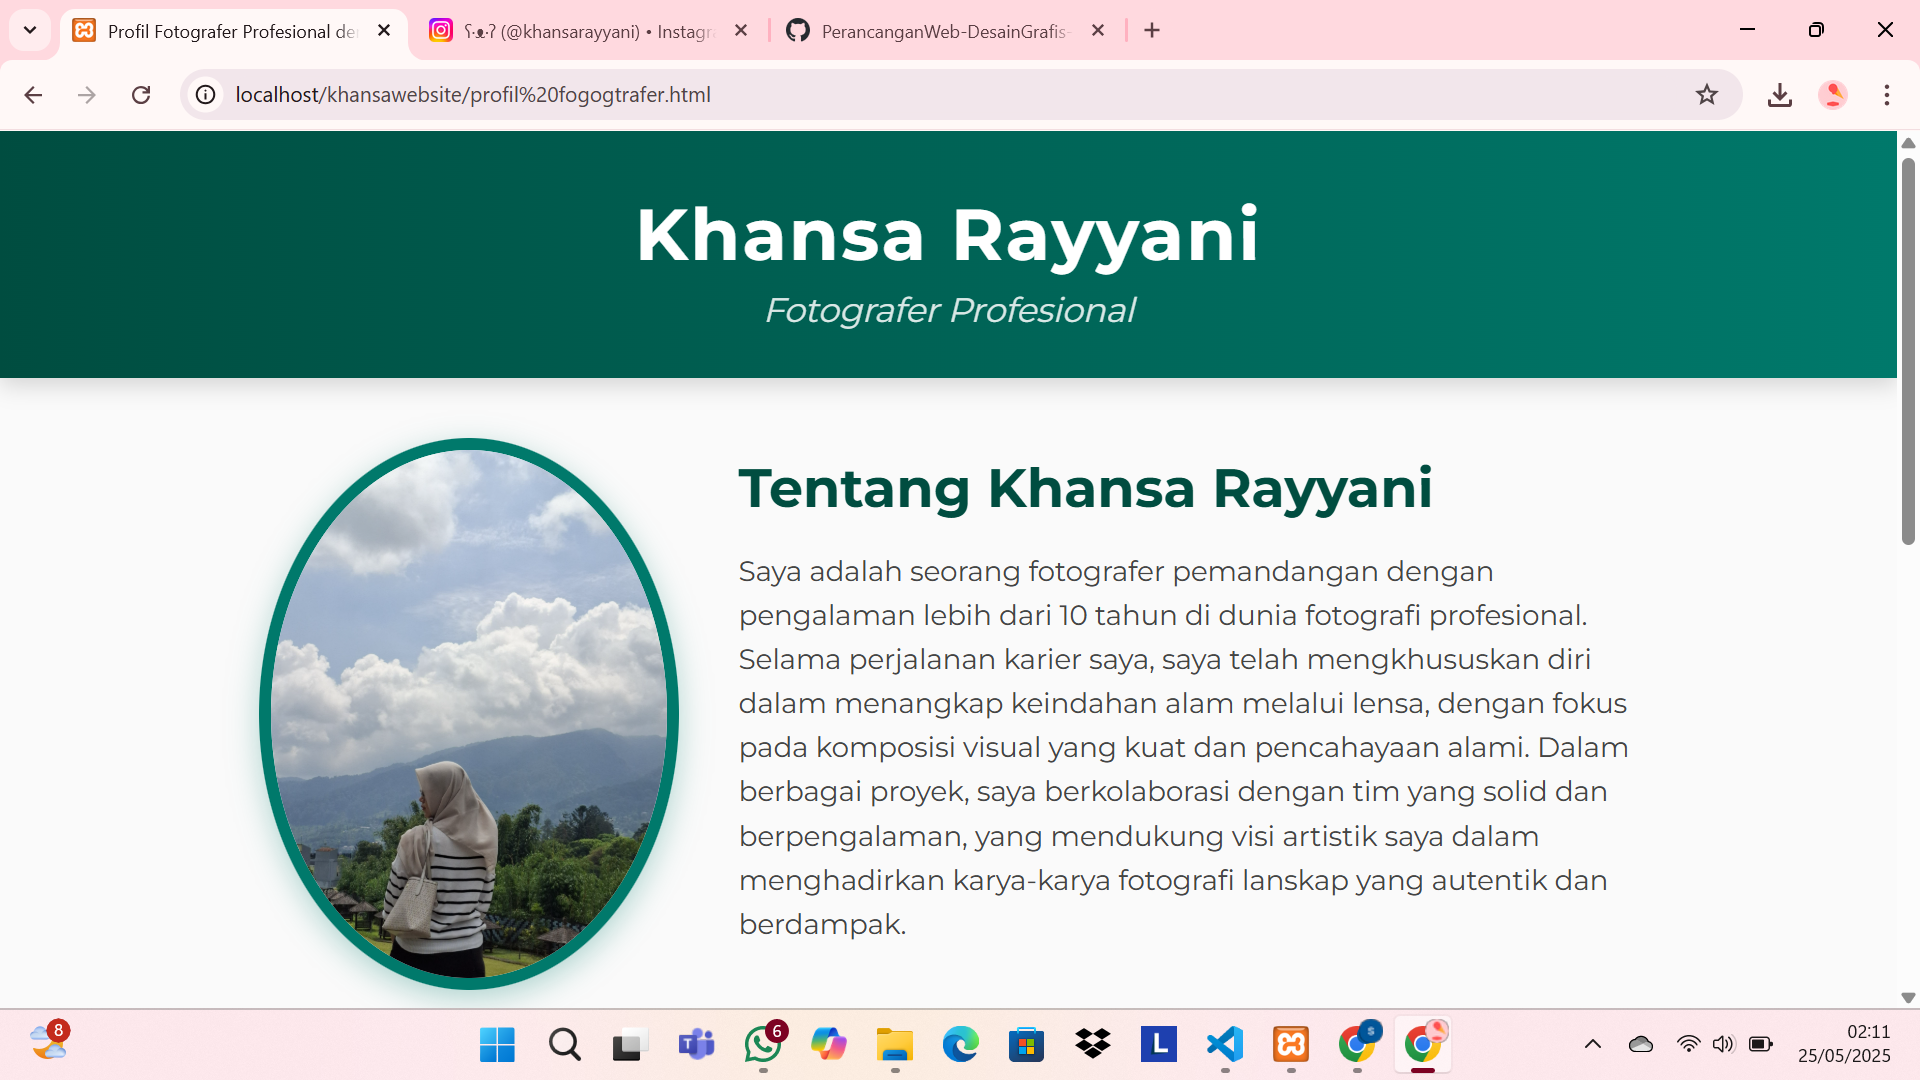 Profil Fotografer Profesional de
ʕ·ᴥ·ʔ (@khansarayyani) • Instagr
PerancanganWeb-DesainGrafis-
localhost/khansawebsite/profil%20fogogtrafer.html
Khansa Rayyani
Fotografer Profesional
Tentang Khansa Rayyani
Saya adalah seorang fotografer pemandangan dengan
pengalaman lebih dari 10 tahun di dunia fotografi profesional.
Selama perjalanan karier saya, saya telah mengkhususkan diri
dalam menangkap keindahan alam melalui lensa, dengan fokus
pada komposisi visual yang kuat dan pencahayaan alami. Dalam
berbagai proyek, saya berkolaborasi dengan tim yang solid dan
berpengalaman, yang mendukung visi artistik saya dalam
menghadirkan karya-karya fotografi lanskap yang autentik dan
berdampak.
8
T
6
L
S
02:11
25/05/2025